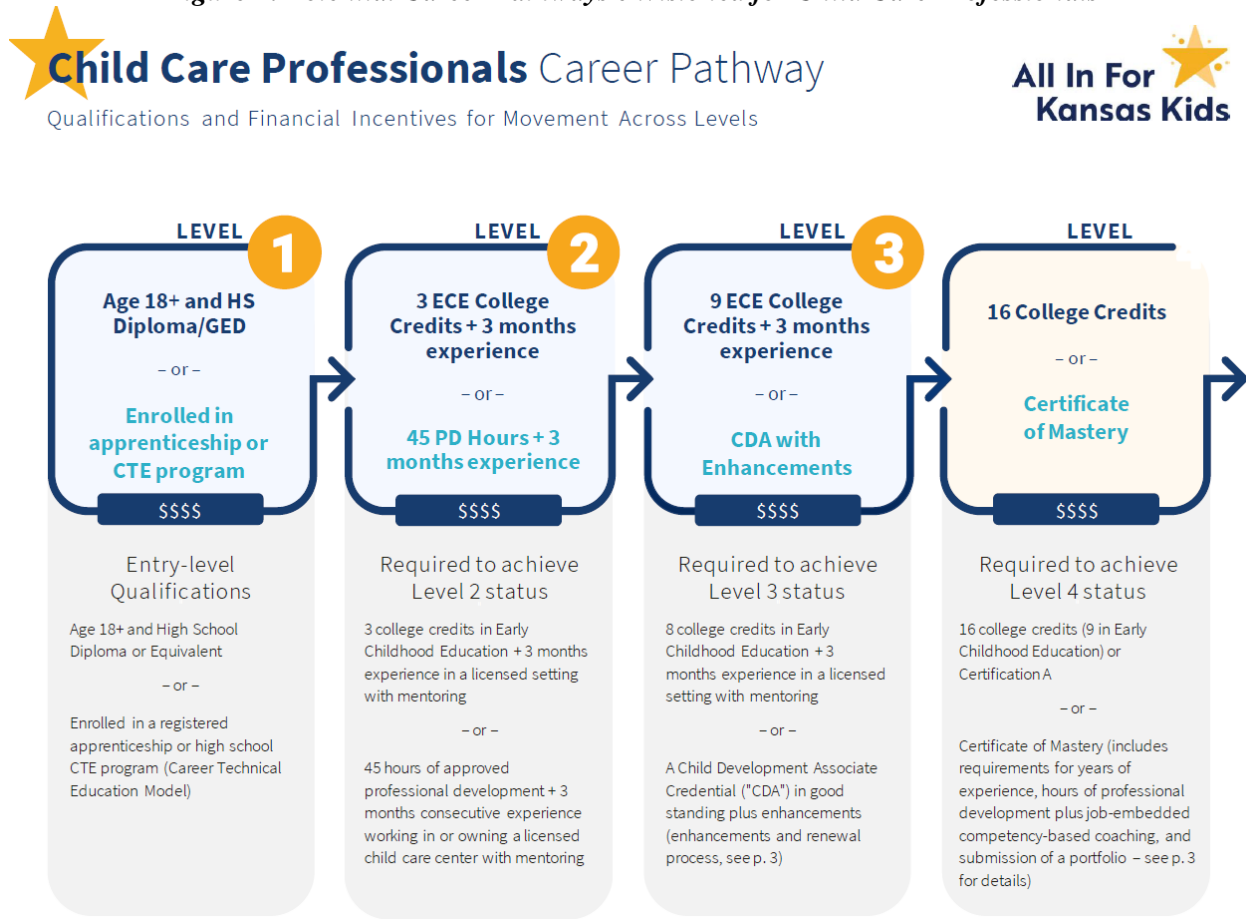 Child Care Professionals Career Pathway
Qualifications and Financial Incentives for Movement Across Levels
All In For
Kansas Kids
LEVEL
1
Age 18+ and HS
Diploma/GED
– or –
Enrolled in
apprenticeship or
CTE program
$$$$
Entry-level
Qualifications
Age 18+ and High School
Diploma or Equivalent
– or –
Enrolled in a registered
apprenticeship or high school
CTE program (Career Technical
Education Model)
LEVEL
2
3 ECE College
Credits + 3 months
experience
– or –
45 PD Hours + 3
months experience
$$$$
Required to achieve
Level 2 status
3 college credits in Early
Childhood Education + 3 months
experience in a licensed setting
with mentoring
– or –
45 hours of approved
professional development + 3
months consecutive experience
working in or owning a licensed
child care center with mentoring
LEVEL
3
9 ECE College
Credits + 3 months
experience
– or –
CDA with
Enhancements
$$$$
Required to achieve
Level 3 status
8 college credits in Early
Childhood Education + 3
months experience in a licensed
setting with mentoring
– or –
A Child Development Associate
Credential ("CDA") in good
standing plus enhancements
(enhancements and renewal
process, see p. 3)
LEVEL
16 College Credits
– or –
Certificate
of Mastery
$$$$
Required to achieve
Level 4 status
16 college credits (9 in Early
Childhood Education) or
Certification A
– or –
Certificate of Mastery (includes
requirements for years of
experience, hours of professional
development plus job-embedded
competency-based coaching, and
submission of a portfolio – see p. 3
for details)